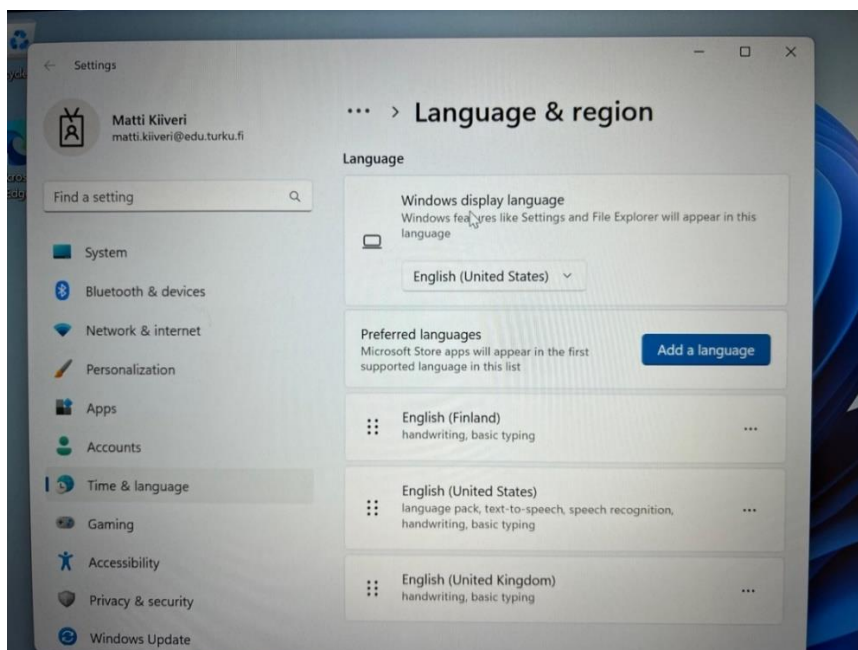 Settings
Matti Kiiveri
matti.kiiveri@edu.turku.fi
Find a setting
System
Bluetooth & devices
Network & internet
Personalization
Apps
Accounts
Time & language
Gaming
Accessibility
Privacy & security
Windows Update
... > Language & region
Language
Windows display language
Windows features like Settings and File Explorer will appear in this
language
English (United States)
Preferred languages
Microsoft Store apps will appear in the first
supported language in this list
Add a language
English (Finland)
handwriting, basic typing
English (United States)
language pack, text-to-speech, speech recognition,
handwriting, basic typing
English (United Kingdom)
handwriting, basic typing